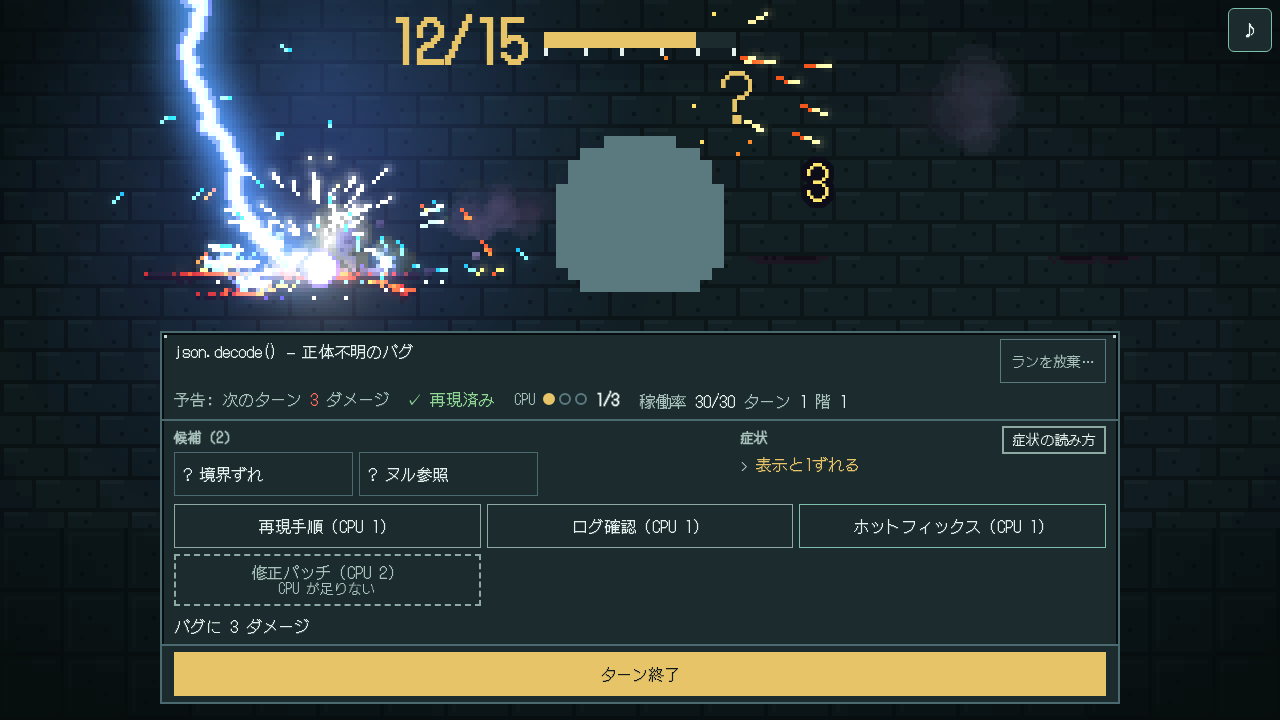 12/15
♪
?
3
json.decode() – 正体不明のバグ
ランを放棄…
予告: 次のターン 3 ダメージ ✓ 再現済み CPU 1/3 稼働率 30/30 ターン 1 階 1
候補 (2)
症状
症状の読み方
? 境界ずれ
? ヌル参照
› 表示と1ずれる
再現手順 (CPU 1)
ログ確認 (CPU 1)
ホットフィックス (CPU 1)
修正パッチ (CPU 2)
CPU が足りない
バグに 3 ダメージ
ターン終了